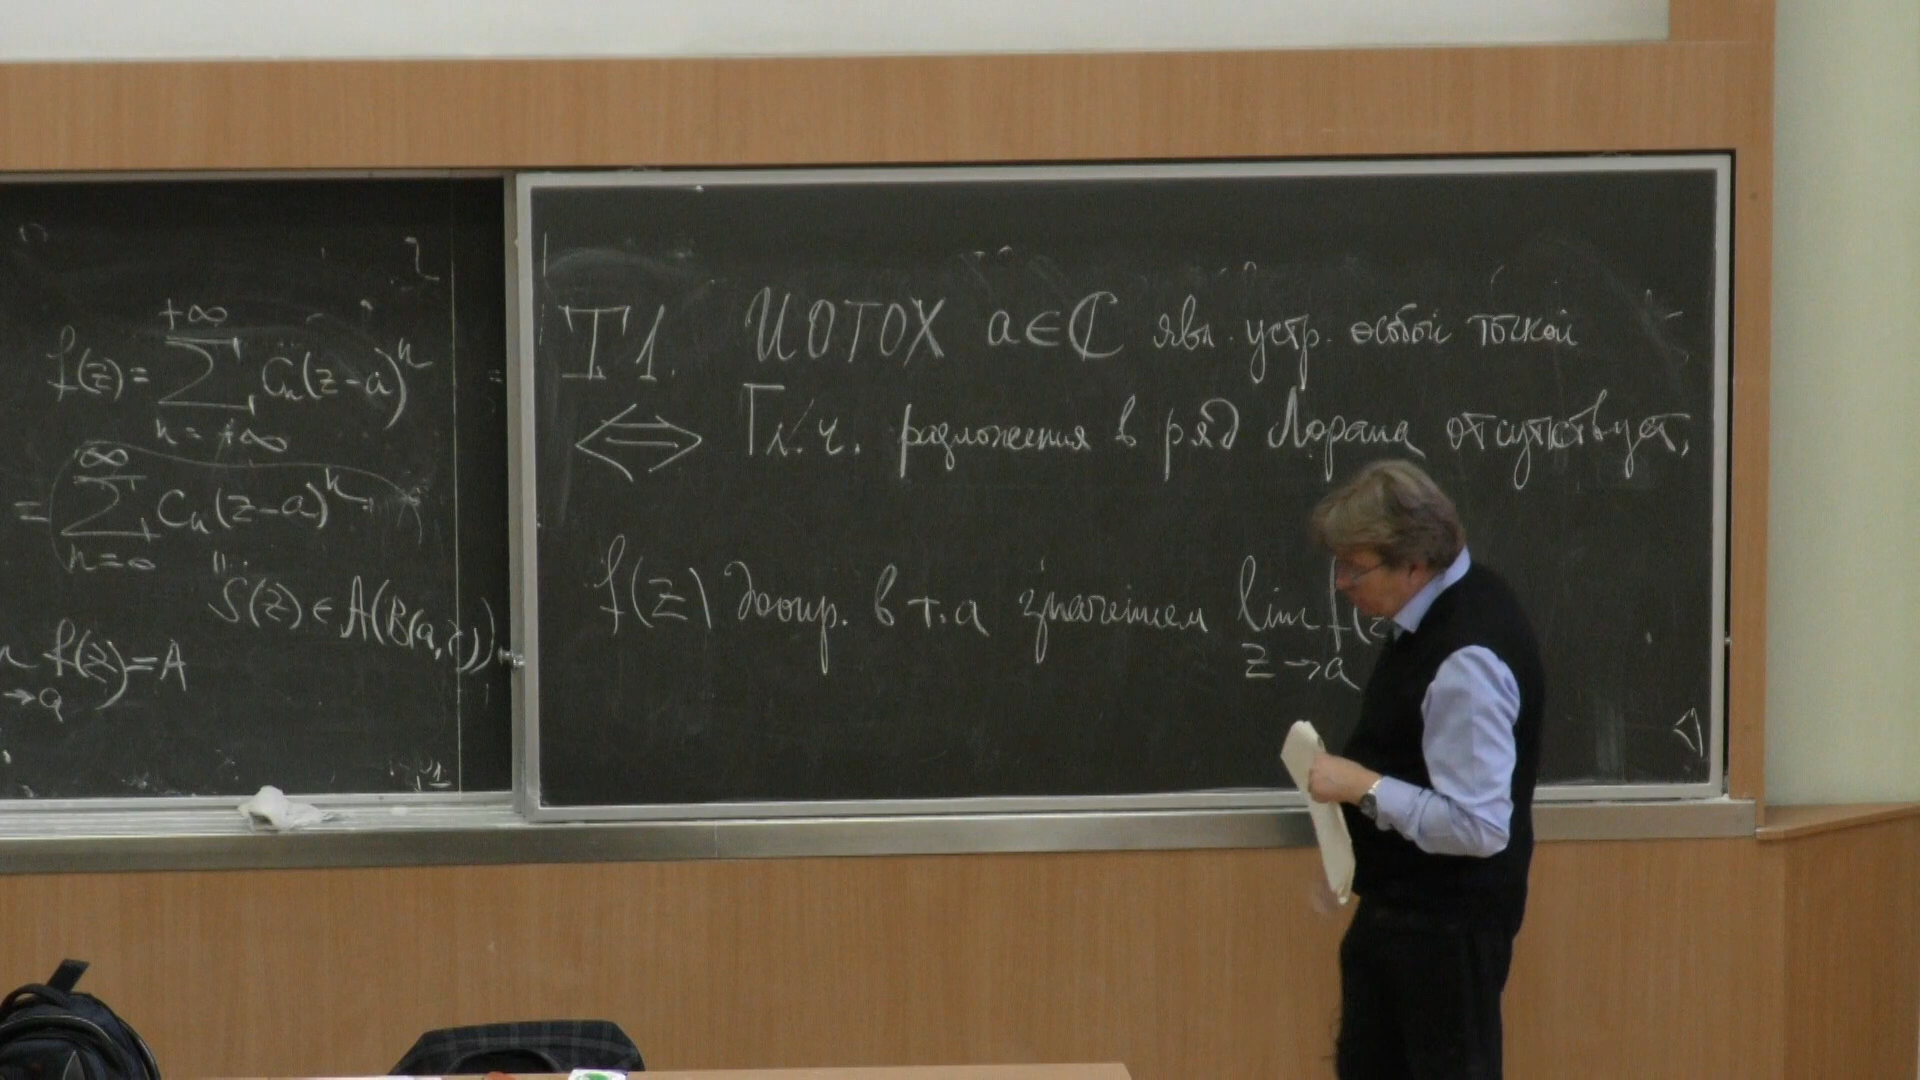 f(z)= +∞ ∑ n=+∞ Cn(z-a)^n =
= ∞ ∑ n=0 Cn(z-a)^n
S(z) ∈ A(B(a,
f(z)=A
→a
T1. ИОТОХ a∈ℂ явл. устр. особой точкой
⟺ Гл. ч. разложения в ряд Лорана отсутствует.
f(z) доопр. в т. a значением lim f(z
z→a